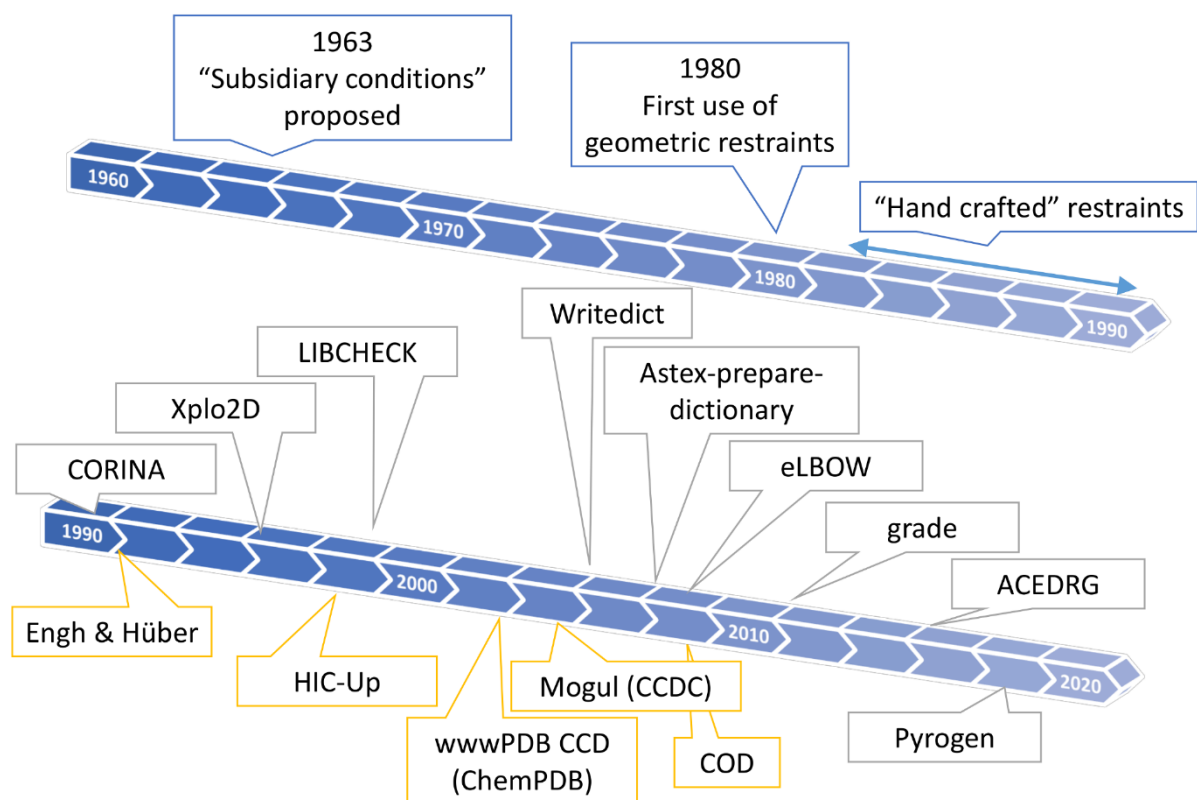 1963
“Subsidiary conditions”
proposed
1980
First use of
geometric restraints
“Hand crafted” restraints
1960
1970
1980
1990
Writedict
LIBCHECK
Astex-prepare-
dictionary
Xplo2D
CORINA
eLBOW
grade
ACEDRG
1990
2000
2010
2020
Engh & Hüber
HIC-Up
Mogul (CCDC)
wwwPDB CCD
(ChemPDB)
COD
Pyrogen